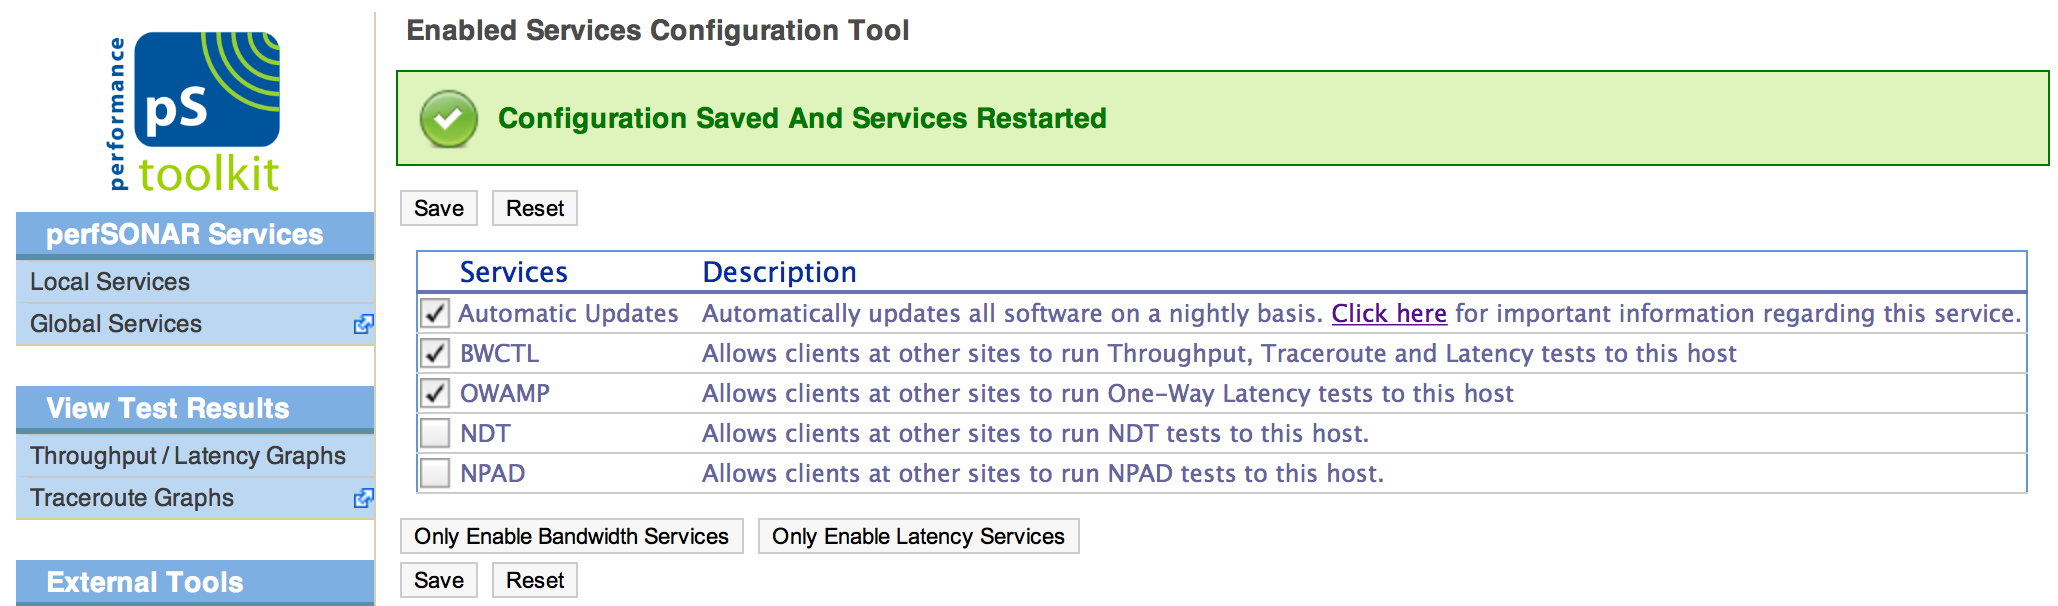 performance
pS
toolkit
perfSONAR Services
Local Services
Global Services
View Test Results
Throughput / Latency Graphs
Traceroute Graphs
External Tools
Enabled Services Configuration Tool
Configuration Saved And Services Restarted
Save Reset
Services Description
Automatic Updates Automatically updates all software on a nightly basis. Click here for important information regarding this service.
BWCTL Allows clients at other sites to run Throughput, Traceroute and Latency tests to this host
OWAMP Allows clients at other sites to run One-Way Latency tests to this host
NDT Allows clients at other sites to run NDT tests to this host.
NPAD Allows clients at other sites to run NPAD tests to this host.
Only Enable Bandwidth Services Only Enable Latency Services
Save Reset